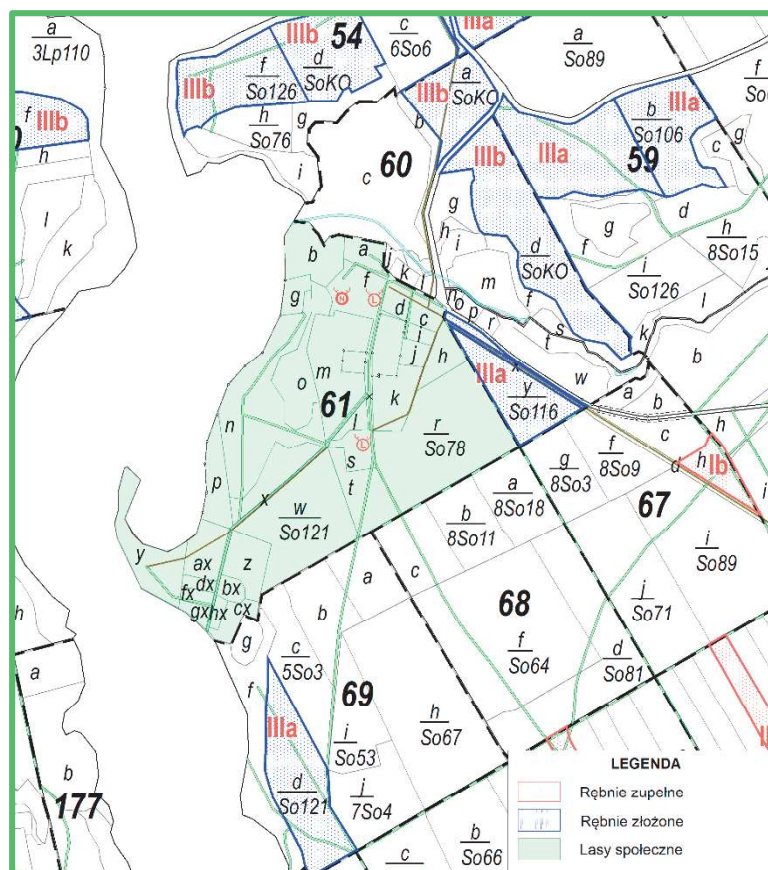 a
3Lp110
IIIb
54
c
6So6
IIIa
a
So89
f
IIIb
f
So126
d
SoKO
IIIb
a
SoKO
f
IIIb
h
So76
g
b
IIIb
IIIa
b
So106
IIIa
59
c
g
h
i
60
c
l
k
g
h
i
g
d
f
h
8So15
b
a
j
k
l
m
d
SoKO
i
So126
g
f
N
L
d
c
i
n
o
p
r
f
s
t
l
k
o
m
j
h
IIIa
x
y
So116
w
a
b
b
61
n
k
l
r
So78
c
h
L
s
g
8So3
f
8So9
d
h
Ib
i
p
x
w
So121
t
a
8So18
67
b
8So11
i
So89
y
ax
z
dx
bx
fx
cx
gx
hx
a
c
68
j
So71
h
g
b
f
So64
d
So81
a
c
5So3
69
f
IIIa
i
So53
h
So67
b
177
d
So121
j
7So4
b
So66
c
LEGENDA
Rębnie zupełne
Rębnie złożone
Lasy społeczne